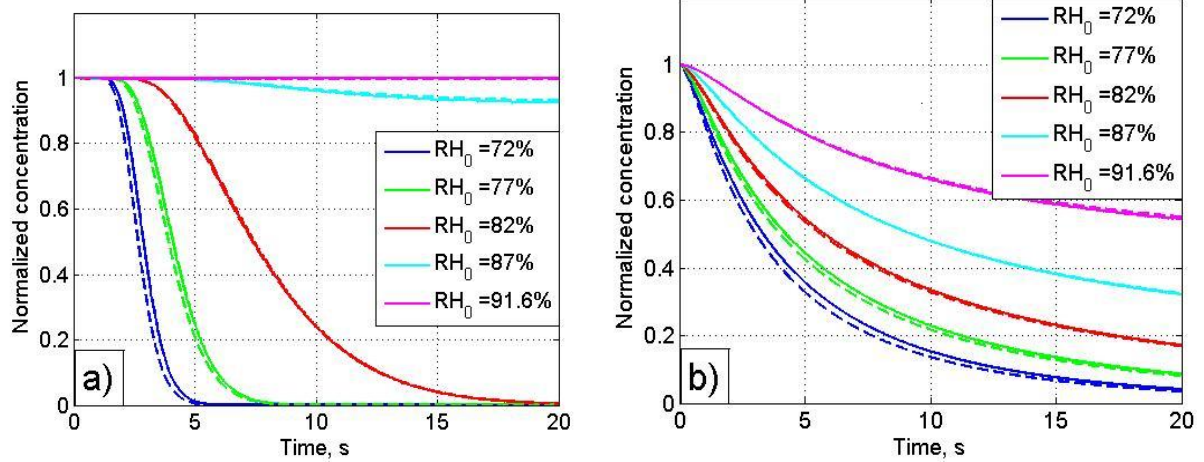 Normalized concentration
1
0.8
0.6
0.4
0.2
0
0
5
10
15
20
Time, s
a)
RH0 =72%
RH0 =77%
RH0 =82%
RH0 =87%
RH0 =91.6%
Normalized concentration
1
0.8
0.6
0.4
0.2
0
0
5
10
15
20
Time, s
b)
RH0 =72%
RH0 =77%
RH0 =82%
RH0 =87%
RH0 =91.6%